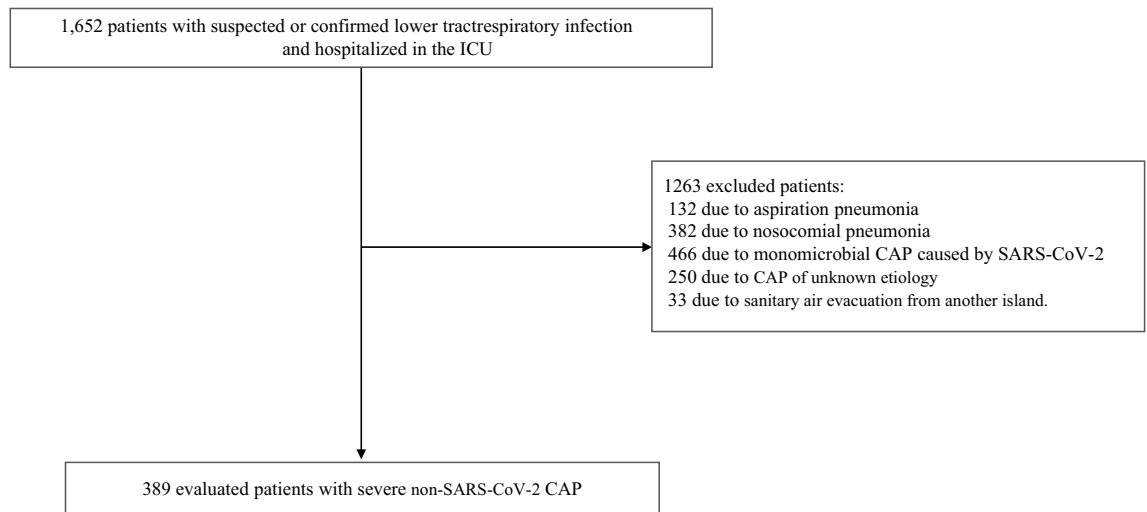 1,652 patients with suspected or confirmed lower tractrespiratory infection
and hospitalized in the ICU
1263 excluded patients:
132 due to aspiration pneumonia
382 due to nosocomial pneumonia
466 due to monomicrobial CAP caused by SARS-CoV-2
250 due to CAP of unknown etiology
33 due to sanitary air evacuation from another island.
389 evaluated patients with severe non-SARS-CoV-2 CAP